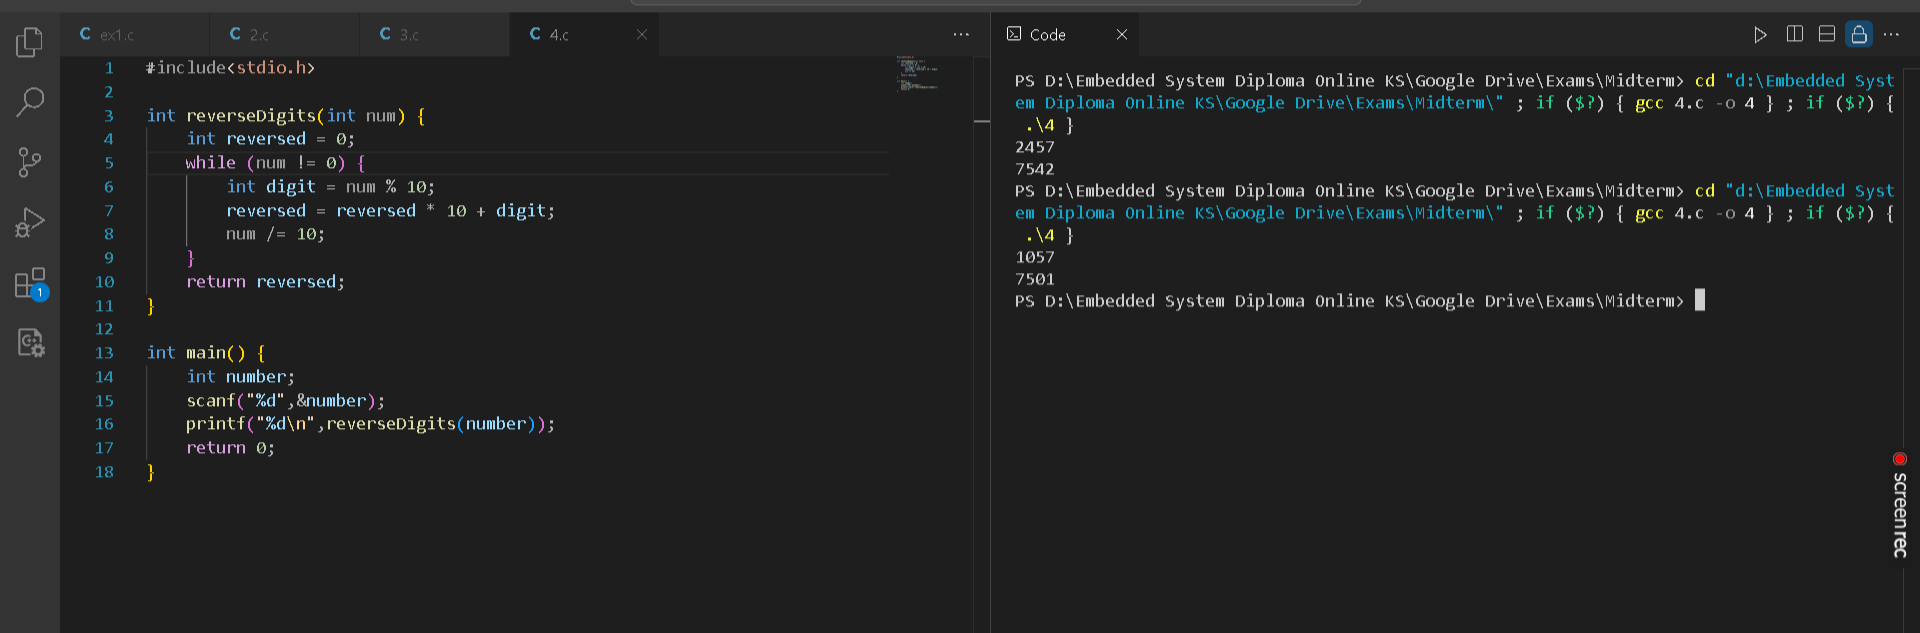 C ex1.c C 2.c C 3.c C 4.c
1 #include<stdio.h>
2
3 int reverseDigits(int num) {
4 int reversed = 0;
5 while (num != 0) {
6 int digit = num % 10;
7 reversed = reversed * 10 + digit;
8 num /= 10;
9 }
10 return reversed;
11 }
12
13 int main() {
14 int number;
15 scanf("%d",&number);
16 printf("%d\n",reverseDigits(number));
17 return 0;
18 }
1
Code
PS D:\Embedded System Diploma Online KS\Google Drive\Exams\Midterm> cd "d:\Embedded Syst
em Diploma Online KS\Google Drive\Exams\Midterm\" ; if ($?) { gcc 4.c -o 4 } ; if ($?) {
.\4 }
2457
7542
PS D:\Embedded System Diploma Online KS\Google Drive\Exams\Midterm> cd "d:\Embedded Syst
em Diploma Online KS\Google Drive\Exams\Midterm\" ; if ($?) { gcc 4.c -o 4 } ; if ($?) {
.\4 }
1057
7501
PS D:\Embedded System Diploma Online KS\Google Drive\Exams\Midterm>
screenrec